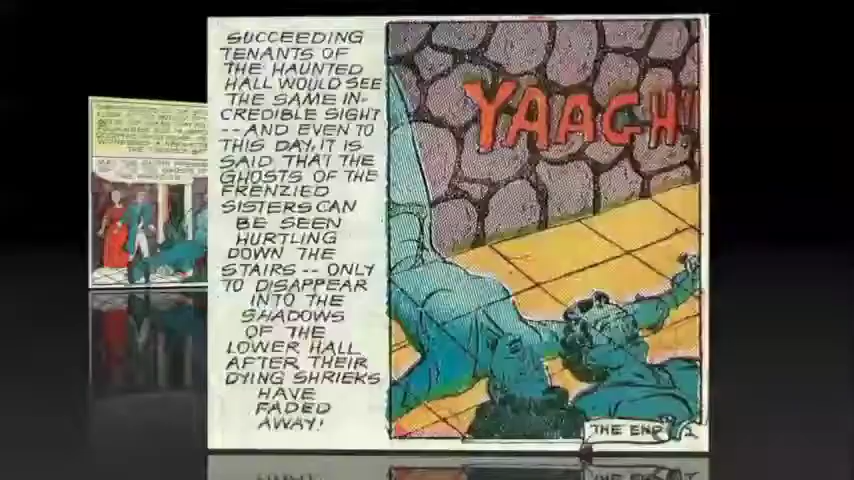 SUCCEEDING
TENANTS OF
THE HAUNTED
HALL WOULD SEE
THE SAME IN-
CREDIBLE SIGHT
-- AND EVEN TO
THIS DAY, IT IS
SAID THAT THE
GHOSTS OF THE
FRENZIED
SISTERS CAN
BE SEEN
HURTLING
DOWN THE
STAIRS -- ONLY
TO DISAPPEAR
INTO THE
SHADOWS
OF THE
LOWER HALL
AFTER THEIR
DYING SHRIEKS
HAVE
FADED
AWAY!
YAAGH!
THE END